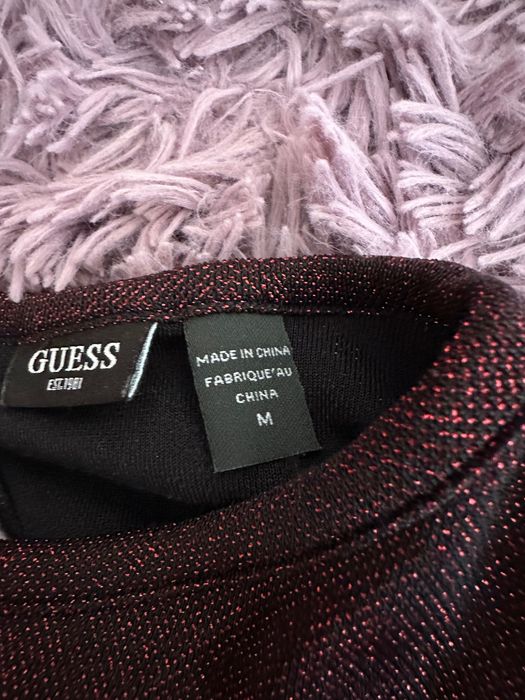 GUESS
EST.1981
MADE IN CHINA
FABRIQUE'AU
CHINA
M